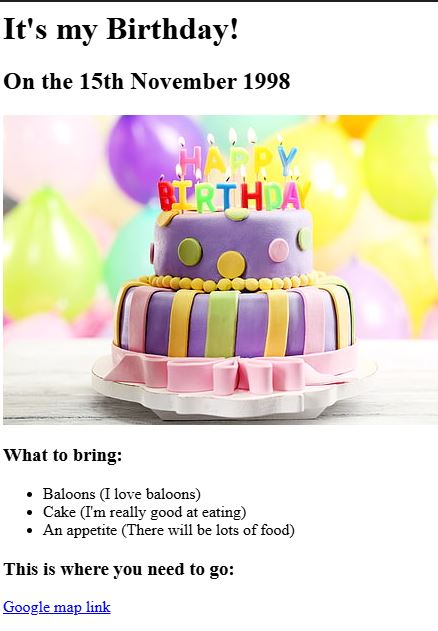 It's my Birthday!
On the 15th November 1998
HAPPY
BIRTHDAY
What to bring:
Baloons (I love baloons)
Cake (I'm really good at eating)
An appetite (There will be lots of food)
This is where you need to go:
Google map link